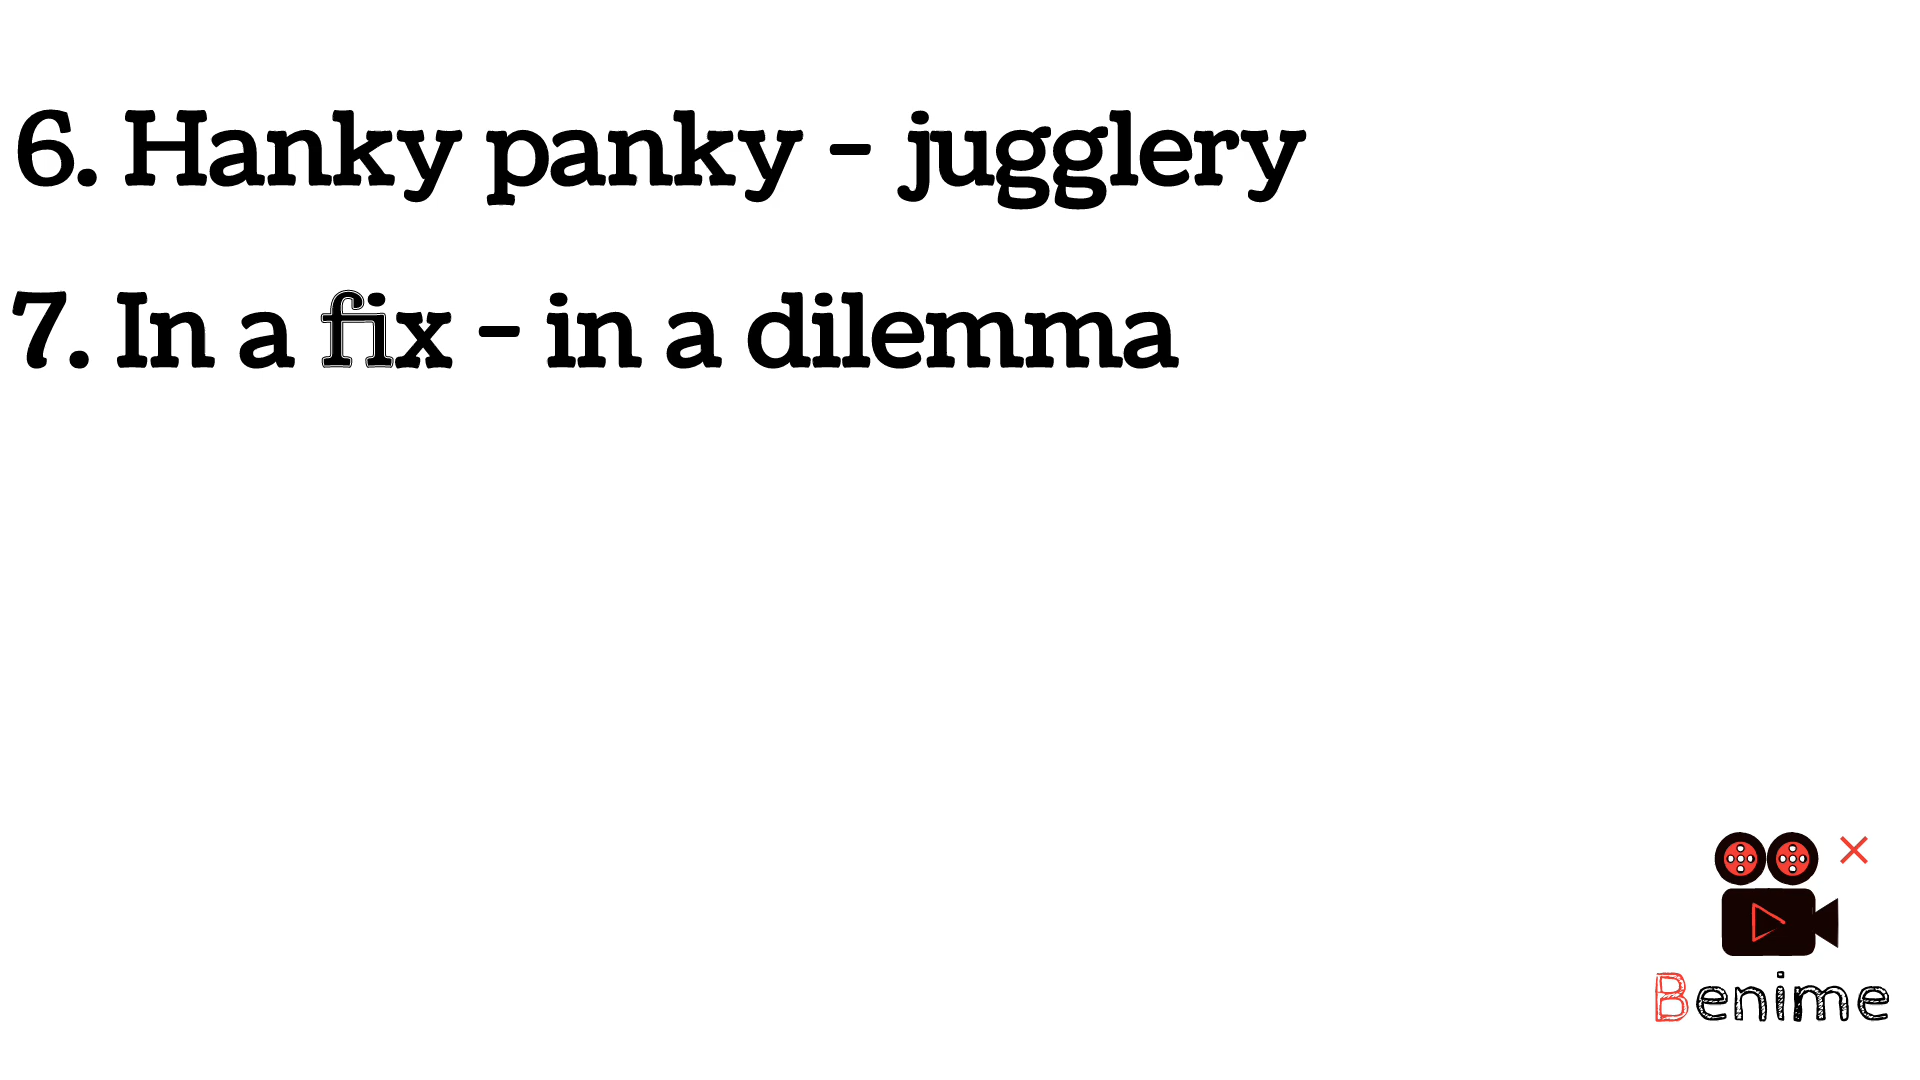 6. Hanky panky - jugglery
7. In a fix - in a dilemma
Benime